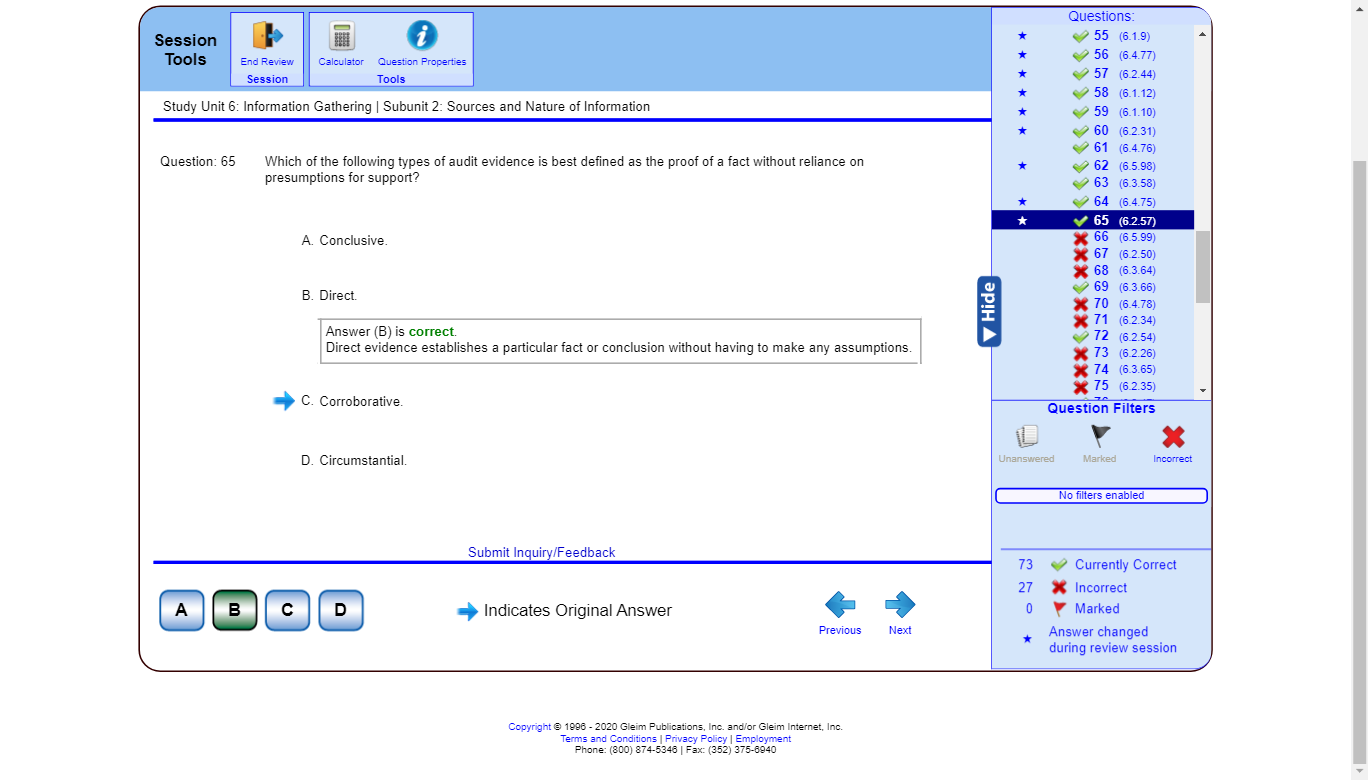 Session
Tools
End Review
Session
Calculator
Question Properties
Tools
Study Unit 6: Information Gathering | Subunit 2: Sources and Nature of Information
Question: 65
Which of the following types of audit evidence is best defined as the proof of a fact without reliance on
presumptions for support?
A. Conclusive.
B. Direct.
Answer (B) is correct.
Direct evidence establishes a particular fact or conclusion without having to make any assumptions.
C. Corroborative.
D. Circumstantial.
Submit Inquiry/Feedback
A
B
C
D
Indicates Original Answer
Previous
Next
Questions:
55 (6.1.9)
56 (6.4.77)
57 (6.2.44)
58 (6.1.12)
59 (6.1.10)
60 (6.2.31)
61 (6.4.76)
62 (6.5.98)
63 (6.3.58)
64 (6.4.75)
65 (6.2.57)
66 (6.5.99)
67 (6.2.50)
68 (6.3.64)
69 (6.3.66)
70 (6.4.78)
71 (6.2.34)
72 (6.2.54)
73 (6.2.26)
74 (6.3.65)
75 (6.2.35)
Hide
Question Filters
Unanswered
Marked
Incorrect
No filters enabled
73 Currently Correct
27 Incorrect
0 Marked
Answer changed
during review session
Copyright © 1996 - 2020 Gleim Publications, Inc. and/or Gleim Internet, Inc.
Terms and Conditions | Privacy Policy | Employment
Phone: (800) 874-5346 | Fax: (352) 375-6940